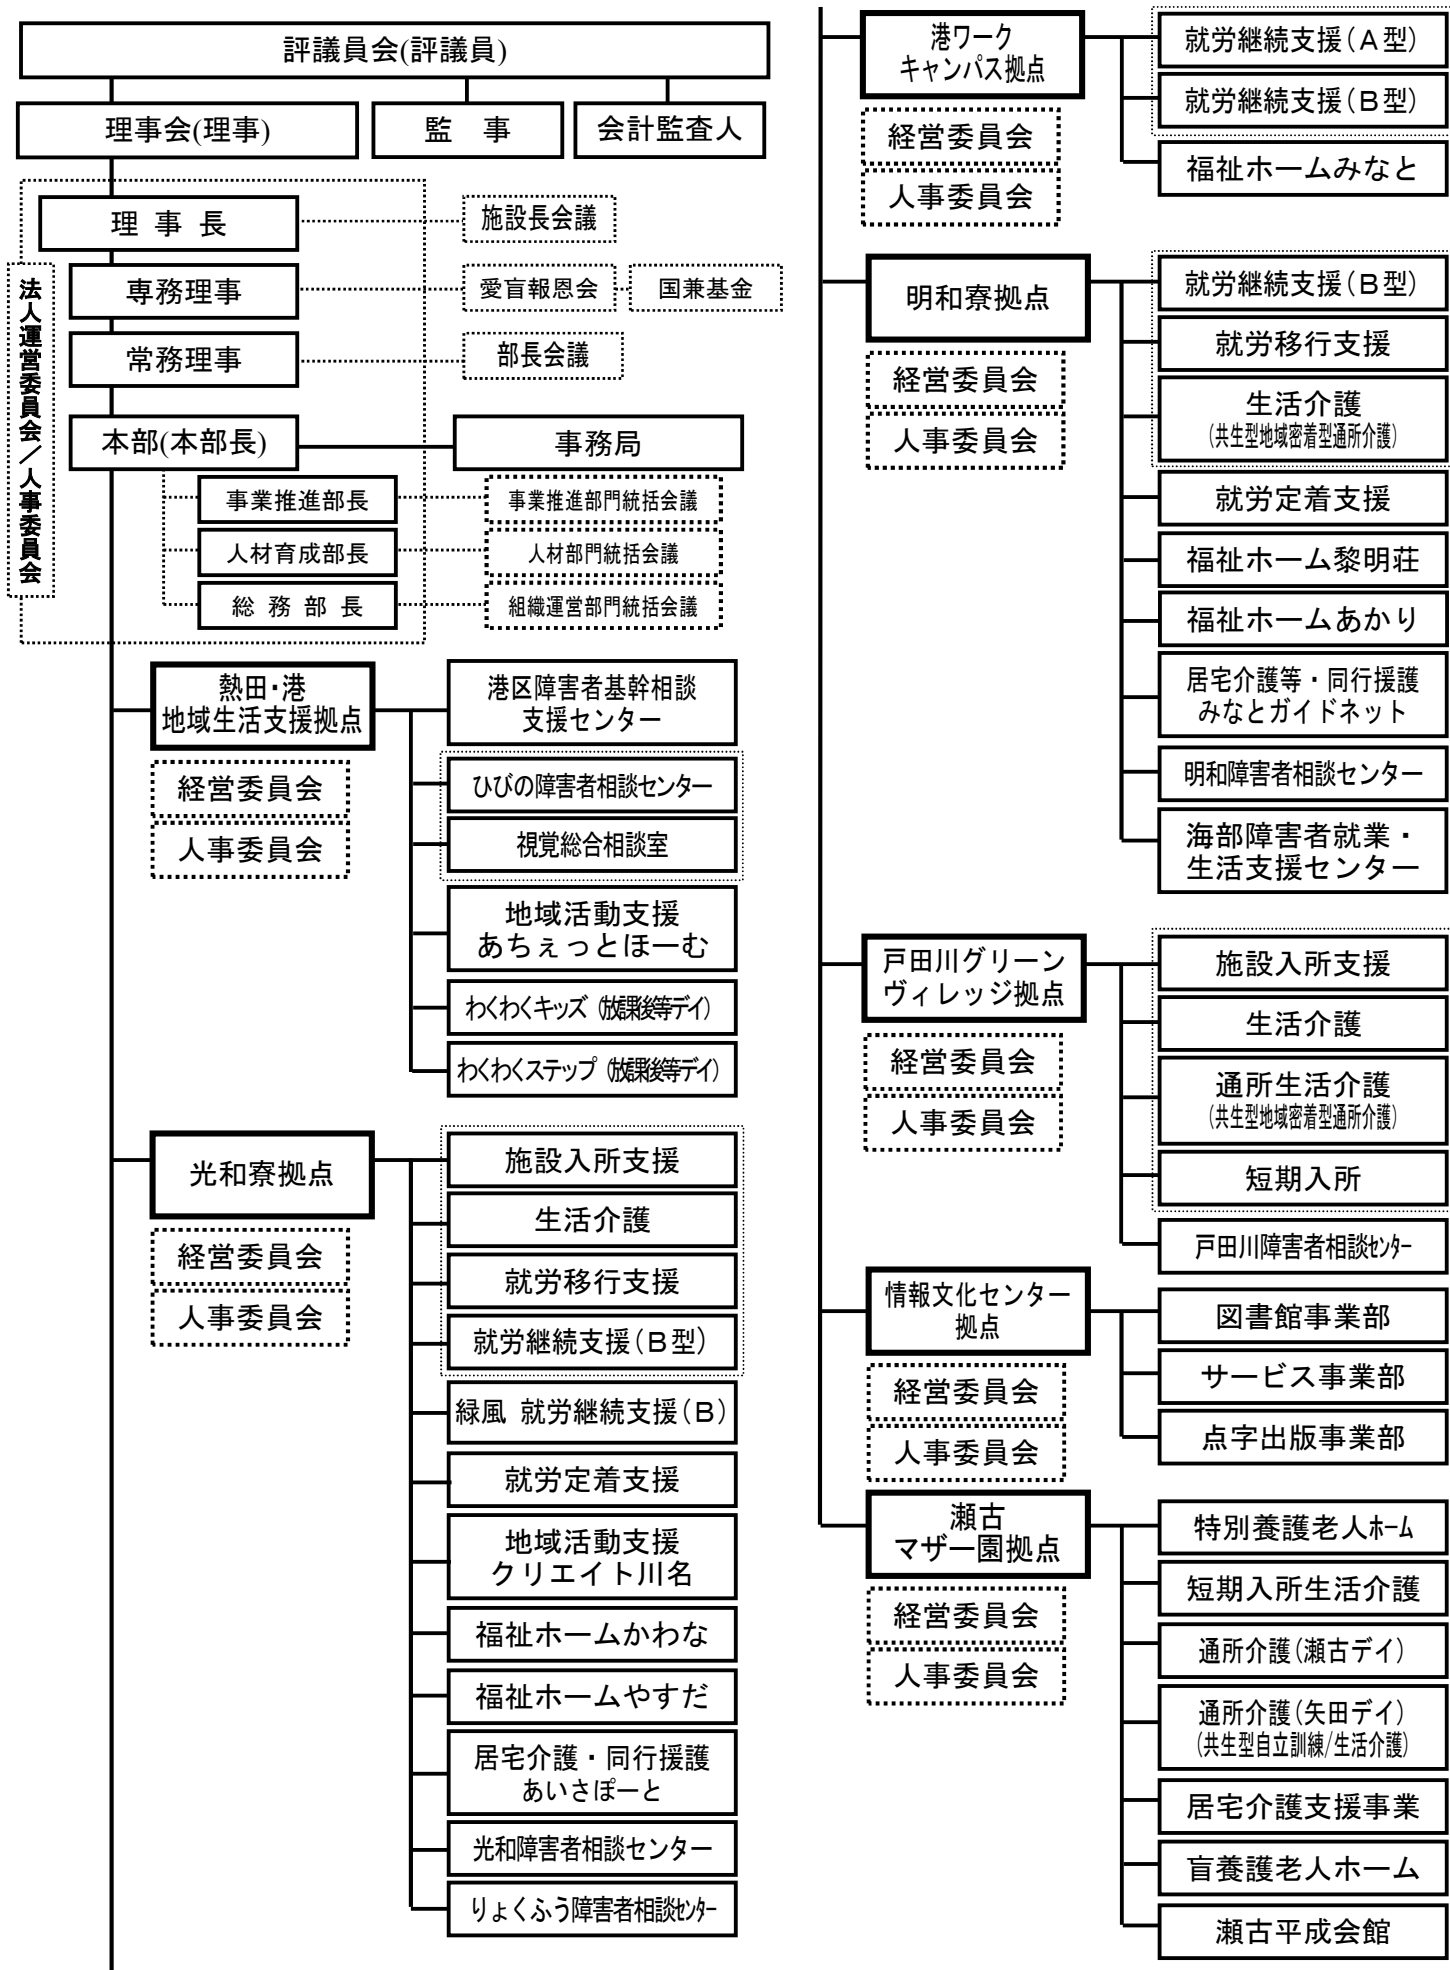 評議員会(評議員)
理事会(理事)
監　事
会計監査人
理 事 長
施設長会議
専務理事
愛盲報恩会
国兼基金
常務理事
部長会議
法人運営委員会／人事委員会
本部(本部長)
事務局
事業推進部長
事業推進部門統括会議
人材育成部長
人材部門統括会議
総 務 部 長
組織運営部門統括会議
熱田・港
地域生活支援拠点
経営委員会
人事委員会
港区障害者基幹相談
支援センター
ひびの障害者相談センター
視覚総合相談室
地域活動支援
あちぇっとほーむ
わくわくキッズ（放課後等デイ）
わくわくステップ（放課後等デイ）
光和寮拠点
経営委員会
人事委員会
施設入所支援
生活介護
就労移行支援
就労継続支援(Ｂ型)
緑風 就労継続支援(Ｂ)
就労定着支援
地域活動支援
クリエイト川名
福祉ホームかわな
福祉ホームやすだ
居宅介護・同行援護
あいさぽーと
光和障害者相談センター
りょくふう障害者相談センター
港ワーク
キャンパス拠点
経営委員会
人事委員会
就労継続支援(Ａ型)
就労継続支援(Ｂ型)
福祉ホームみなと
明和寮拠点
経営委員会
人事委員会
就労継続支援(Ｂ型)
就労移行支援
生活介護
(共生型地域密着型通所介護)
就労定着支援
福祉ホーム黎明荘
福祉ホームあかり
居宅介護等・同行援護
みなとガイドネット
明和障害者相談センター
海部障害者就業・
生活支援センター
戸田川グリーン
ヴィレッジ拠点
経営委員会
人事委員会
施設入所支援
生活介護
通所生活介護
(共生型地域密着型通所介護)
短期入所
戸田川障害者相談センター
情報文化センター
拠点
経営委員会
人事委員会
図書館事業部
サービス事業部
点字出版事業部
瀬古
マザー園拠点
経営委員会
人事委員会
特別養護老人ホーム
短期入所生活介護
通所介護(瀬古デイ)
通所介護(矢田デイ)
(共生型自立訓練/生活介護)
居宅介護支援事業
盲養護老人ホーム
瀬古平成会館